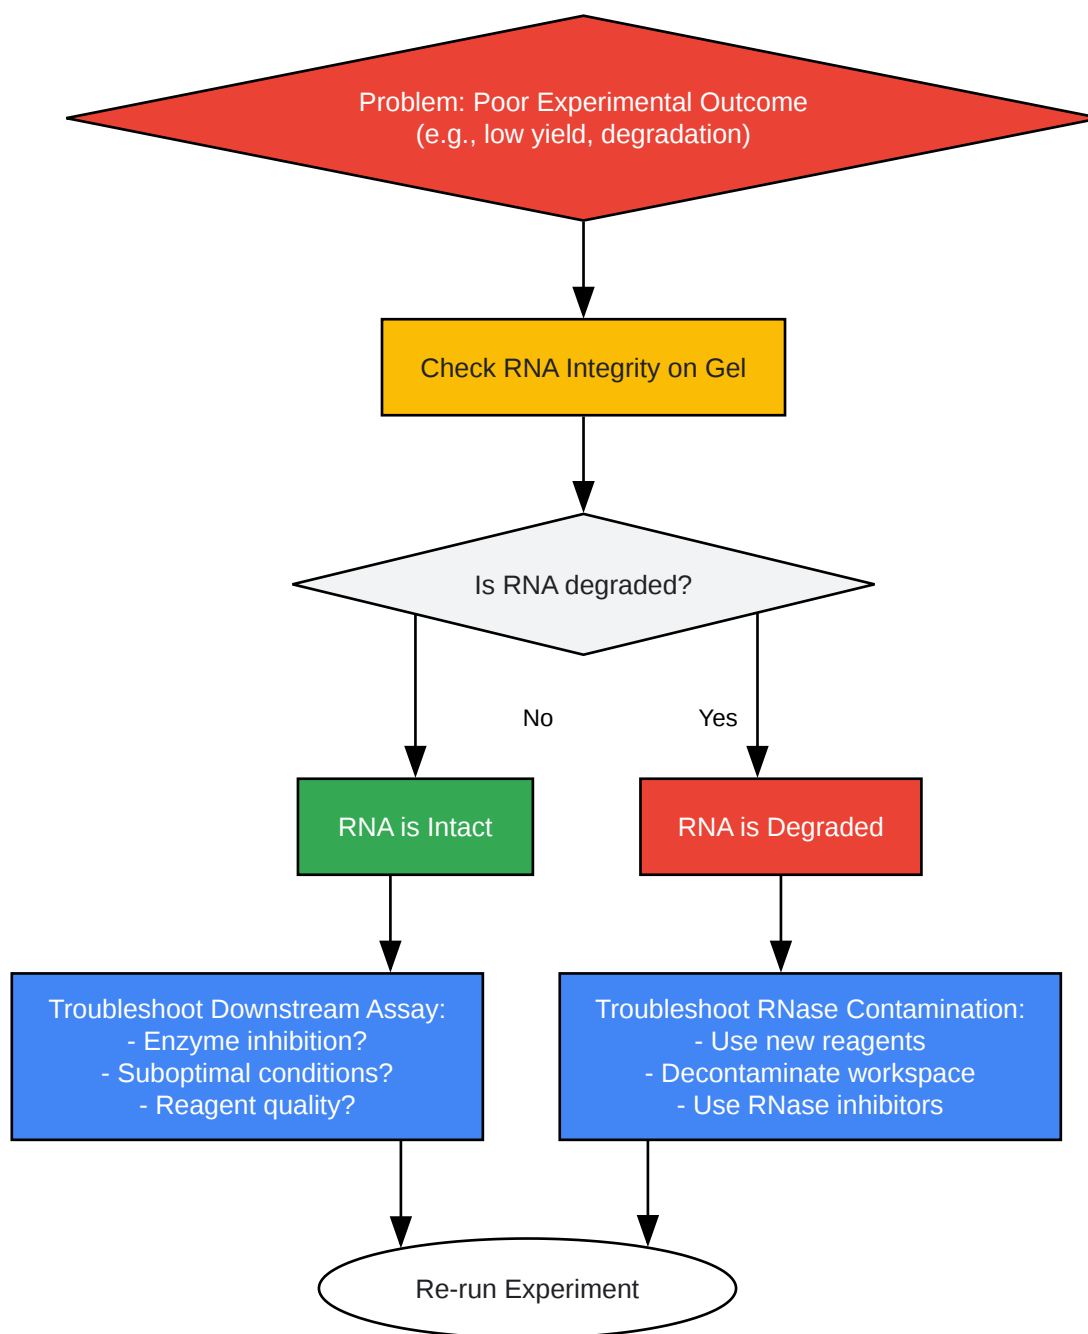 Problem: Poor Experimental Outcome
(e.g., low yield, degradation)
Check RNA Integrity on Gel
Is RNA degraded?
No
Yes
RNA is Intact
RNA is Degraded
Troubleshoot Downstream Assay:
- Enzyme inhibition?
- Suboptimal conditions?
- Reagent quality?
Troubleshoot RNase Contamination:
- Use new reagents
- Decontaminate workspace
- Use RNase inhibitors
Re-run Experiment